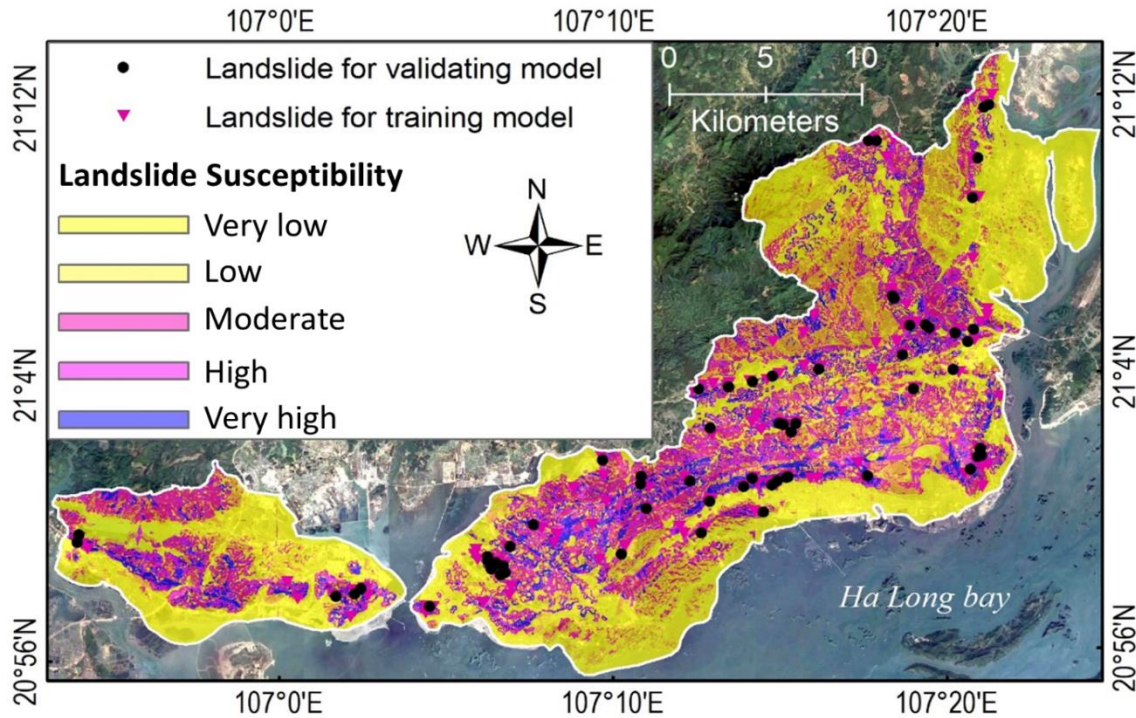 107°0'E 107°10'E 107°20'E
Landslide for validating model
Landslide for training model
Landslide Susceptibility
Very low
Low
Moderate
High
Very high
N
W E
S
0 5 10
Kilometers
21°12'N 21°12'N
21°4'N 21°4'N
20°56'N 20°56'N
Ha Long bay
107°0'E 107°10'E 107°20'E